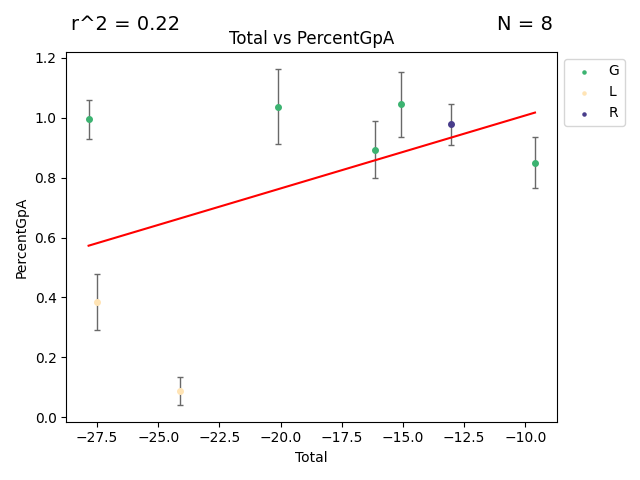 r^2 = 0.22 N = 8
Total vs PercentGpA
1.2
1.0
0.8
0.6
0.4
0.2
0.0
PercentGpA
−27.5 −25.0 −22.5 −20.0 −17.5 −15.0 −12.5 −10.0
Total
G
L
R